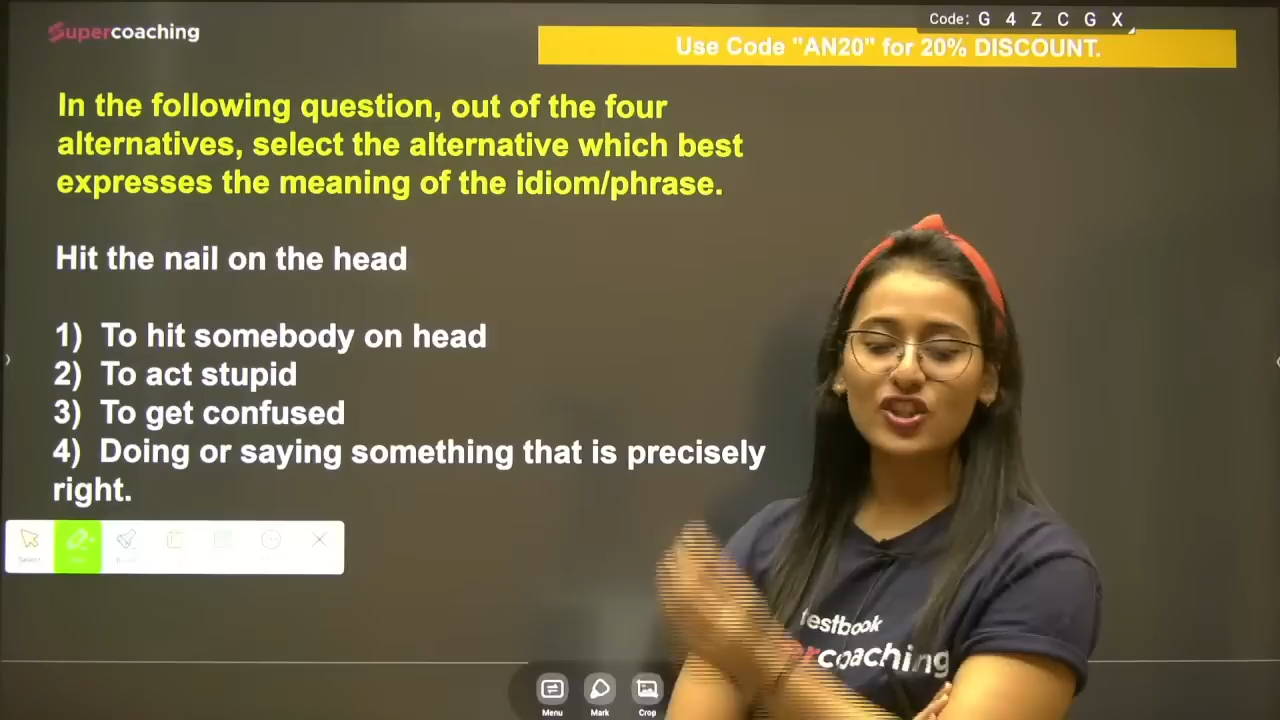 Supercoaching
Code: G 4 Z C G X
Use Code "AN20" for 20% DISCOUNT.
In the following question, out of the four
alternatives, select the alternative which best
expresses the meaning of the idiom/phrase.
Hit the nail on the head
1) To hit somebody on head
2) To act stupid
3) To get confused
4) Doing or saying something that is precisely
right.
Select
testbook
coaching
Menu
Mark
Crop